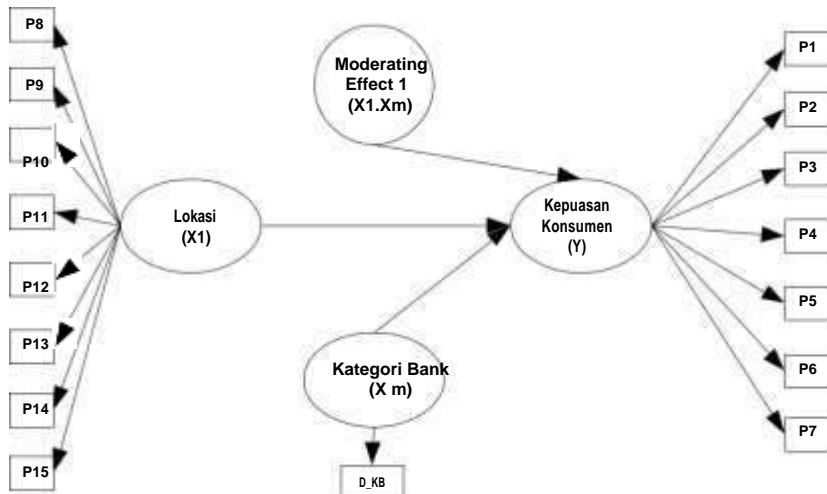 P8
P9
P10
P11
P12
P13
P14
P15
Moderating
Effect 1
(X1.Xm)
Lokasi
(X1)
Kepuasan
Konsumen
(Y)
Kategori Bank
(X m)
D_KB
P1
P2
P3
P4
P5
P6
P7